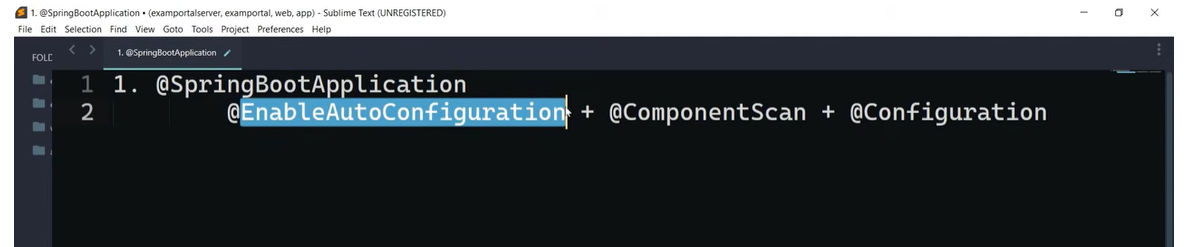 1. @SpringBootApplication • (examportalserver, examportal, web, app) - Sublime Text (UNREGISTERED)
File Edit Selection Find View Goto Tools Project Preferences Help
FOLD
1. @SpringBootApplication
1 1. @SpringBootApplication
2 @EnableAutoConfiguration + @ComponentScan + @Configuration